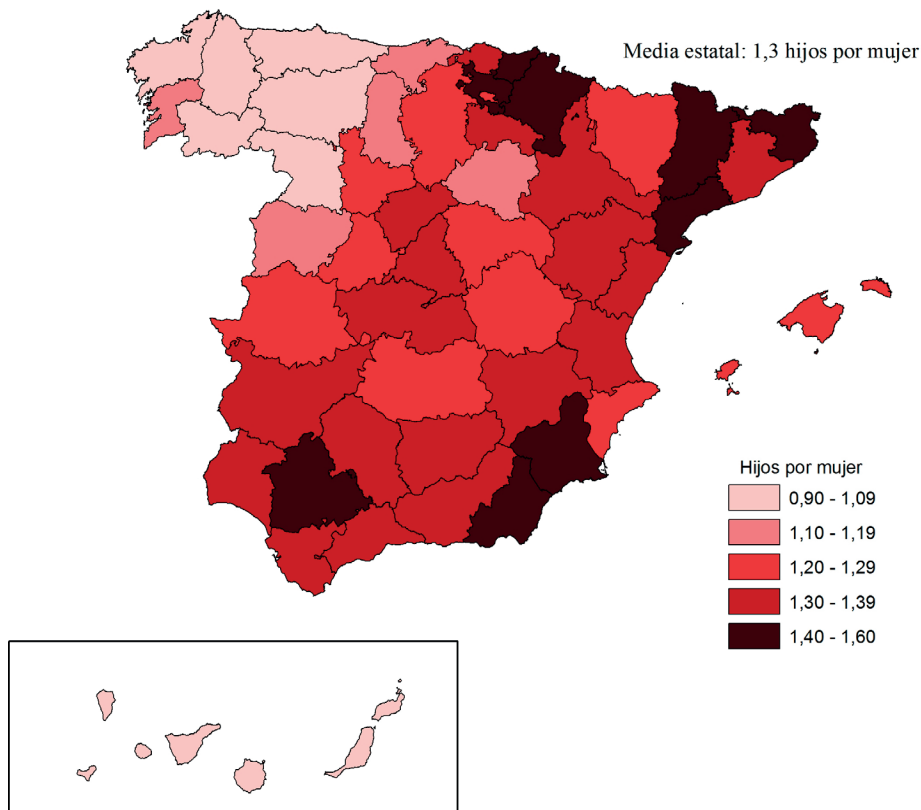 Media estatal: 1,3 hijos por mujer
Hijos por mujer
0,90 - 1,09
1,10 - 1,19
1,20 - 1,29
1,30 - 1,39
1,40 - 1,60